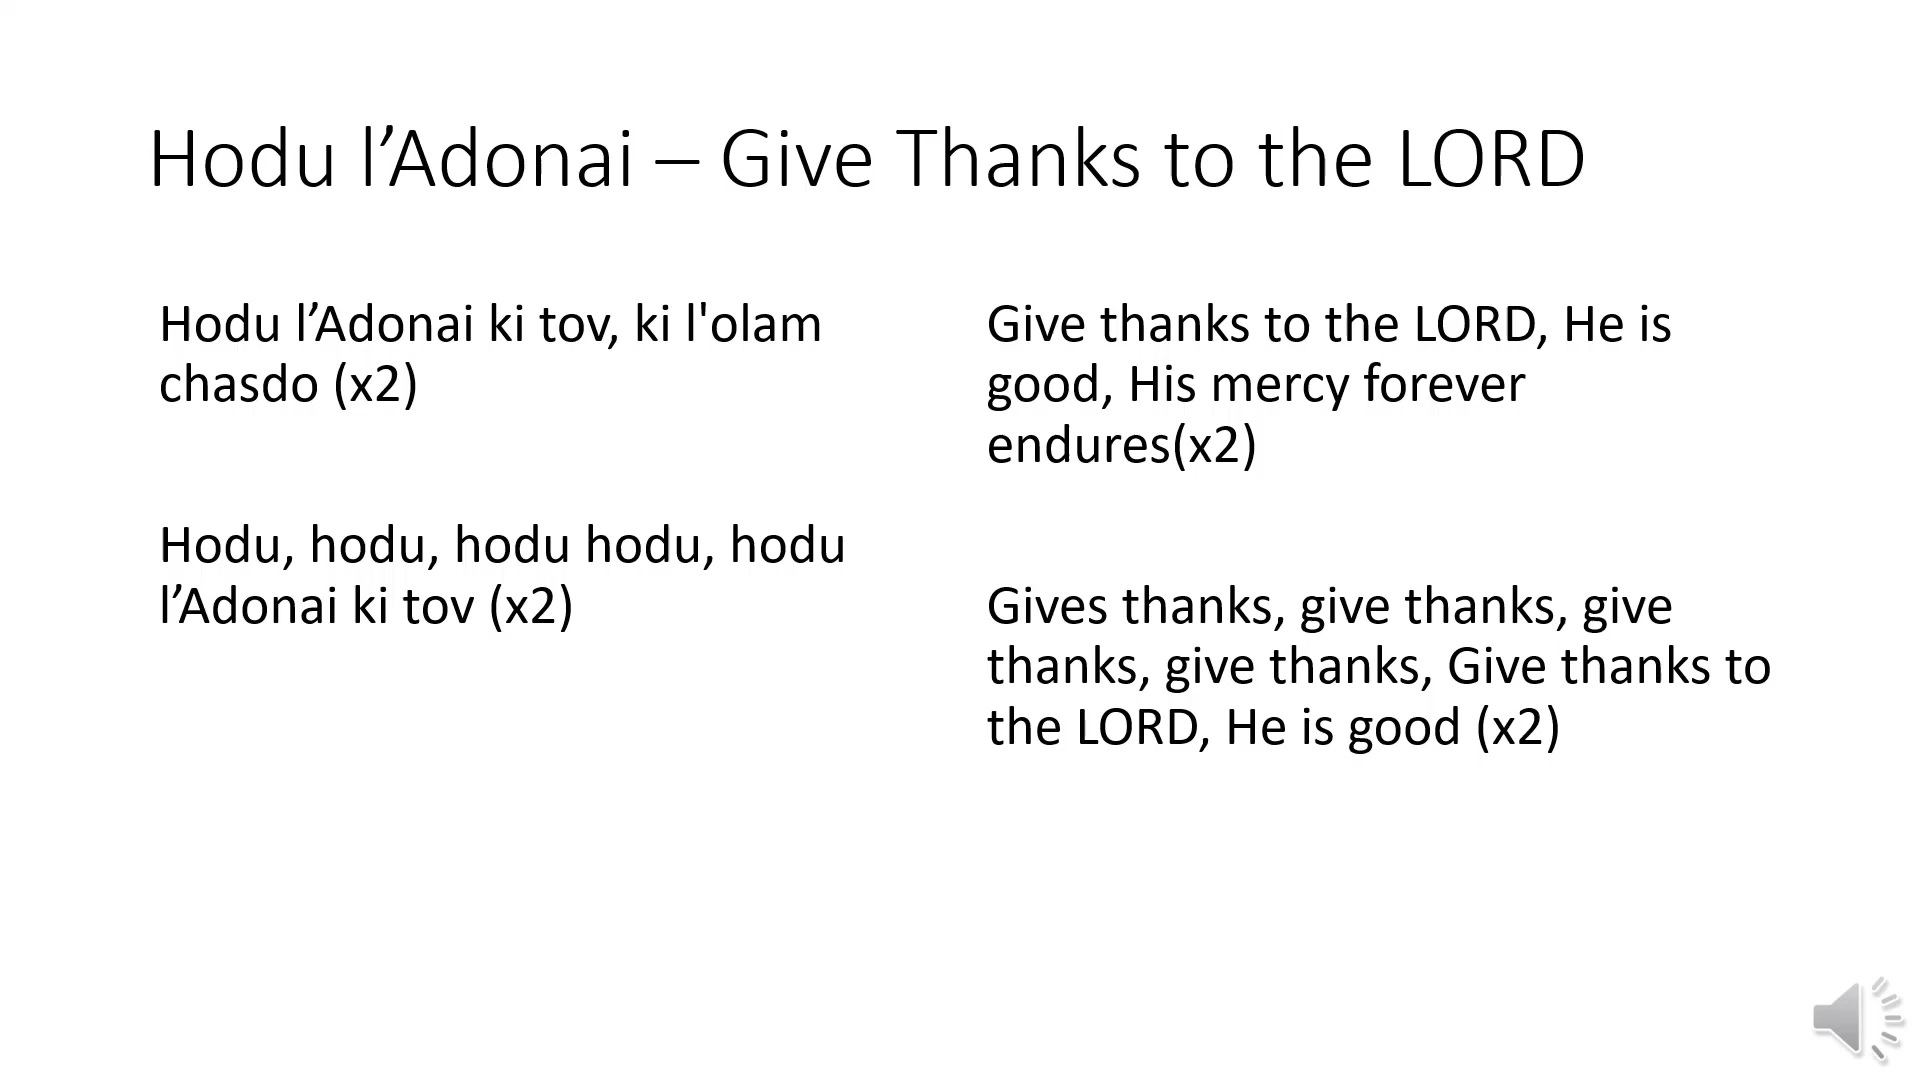 Hodu l’Adonai – Give Thanks to the LORD
Hodu l’Adonai ki tov, ki l'olam
chasdo (x2)
Hodu, hodu, hodu hodu, hodu
l’Adonai ki tov (x2)
Give thanks to the LORD, He is
good, His mercy forever
endures(x2)
Gives thanks, give thanks, give
thanks, give thanks, Give thanks to
the LORD, He is good (x2)